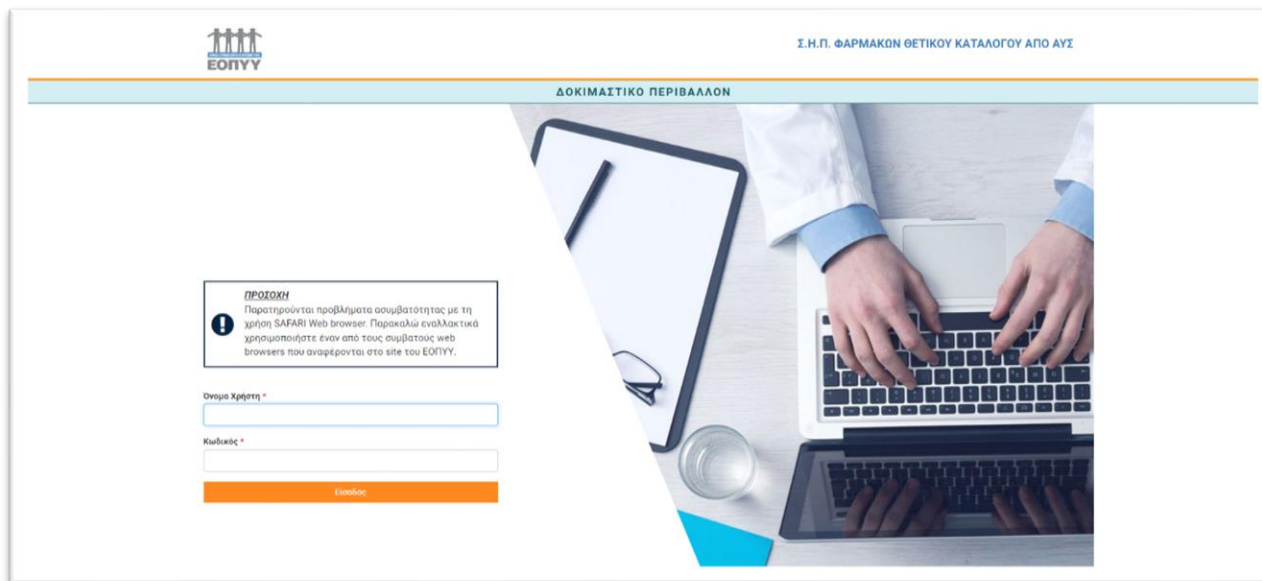 ΕΟΠΥΥ
Σ.Η.Π. ΦΑΡΜΑΚΩΝ ΘΕΤΙΚΟΥ ΚΑΤΑΛΟΓΟΥ ΑΠΟ ΑΥΣ
ΔΟΚΙΜΑΣΤΙΚΟ ΠΕΡΙΒΑΛΛΟΝ
ΠΡΟΣΟΧΗ
Παρατηρούνται προβλήματα ασυμβατότητας με τη
χρήση SAFARI Web browser. Παρακαλώ εναλλακτικά
χρησιμοποιήστε έναν από τους συμβατούς web
browsers που αναφέρονται στο site του ΕΟΠΥΥ.
Όνομα Χρήστη *
Κωδικός *
Είσοδος